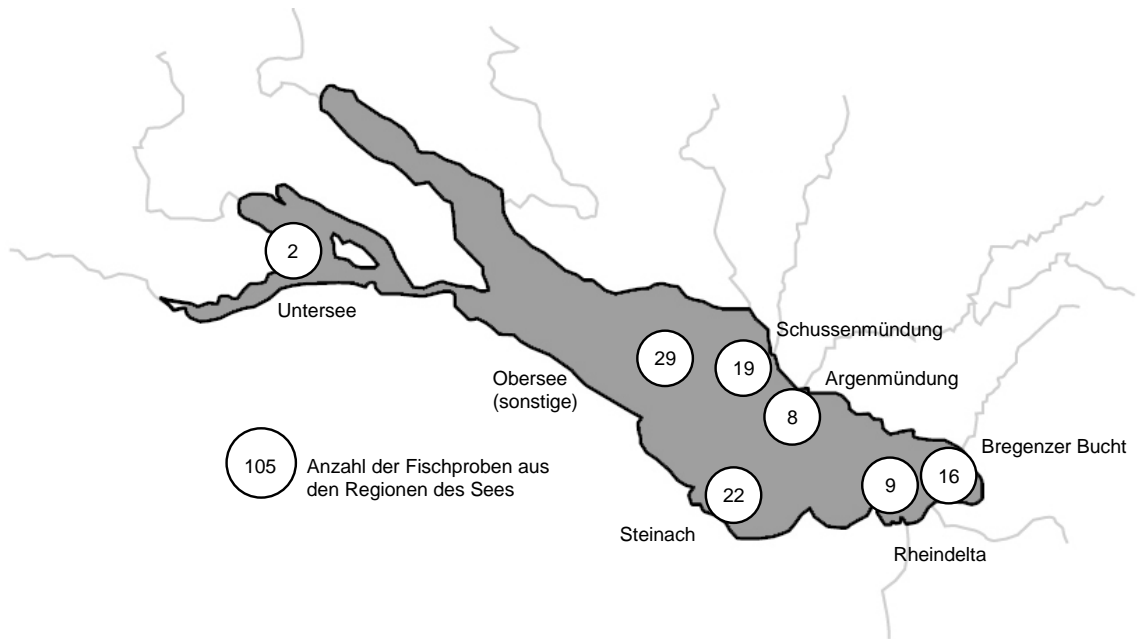 2
Untersee
Schussenmündung
29
19
Obersee
(sonstige)
Argenmündung
8
Bregenzer Bucht
105
Anzahl der Fischproben aus
den Regionen des Sees
16
9
22
Steinach
Rheindelta